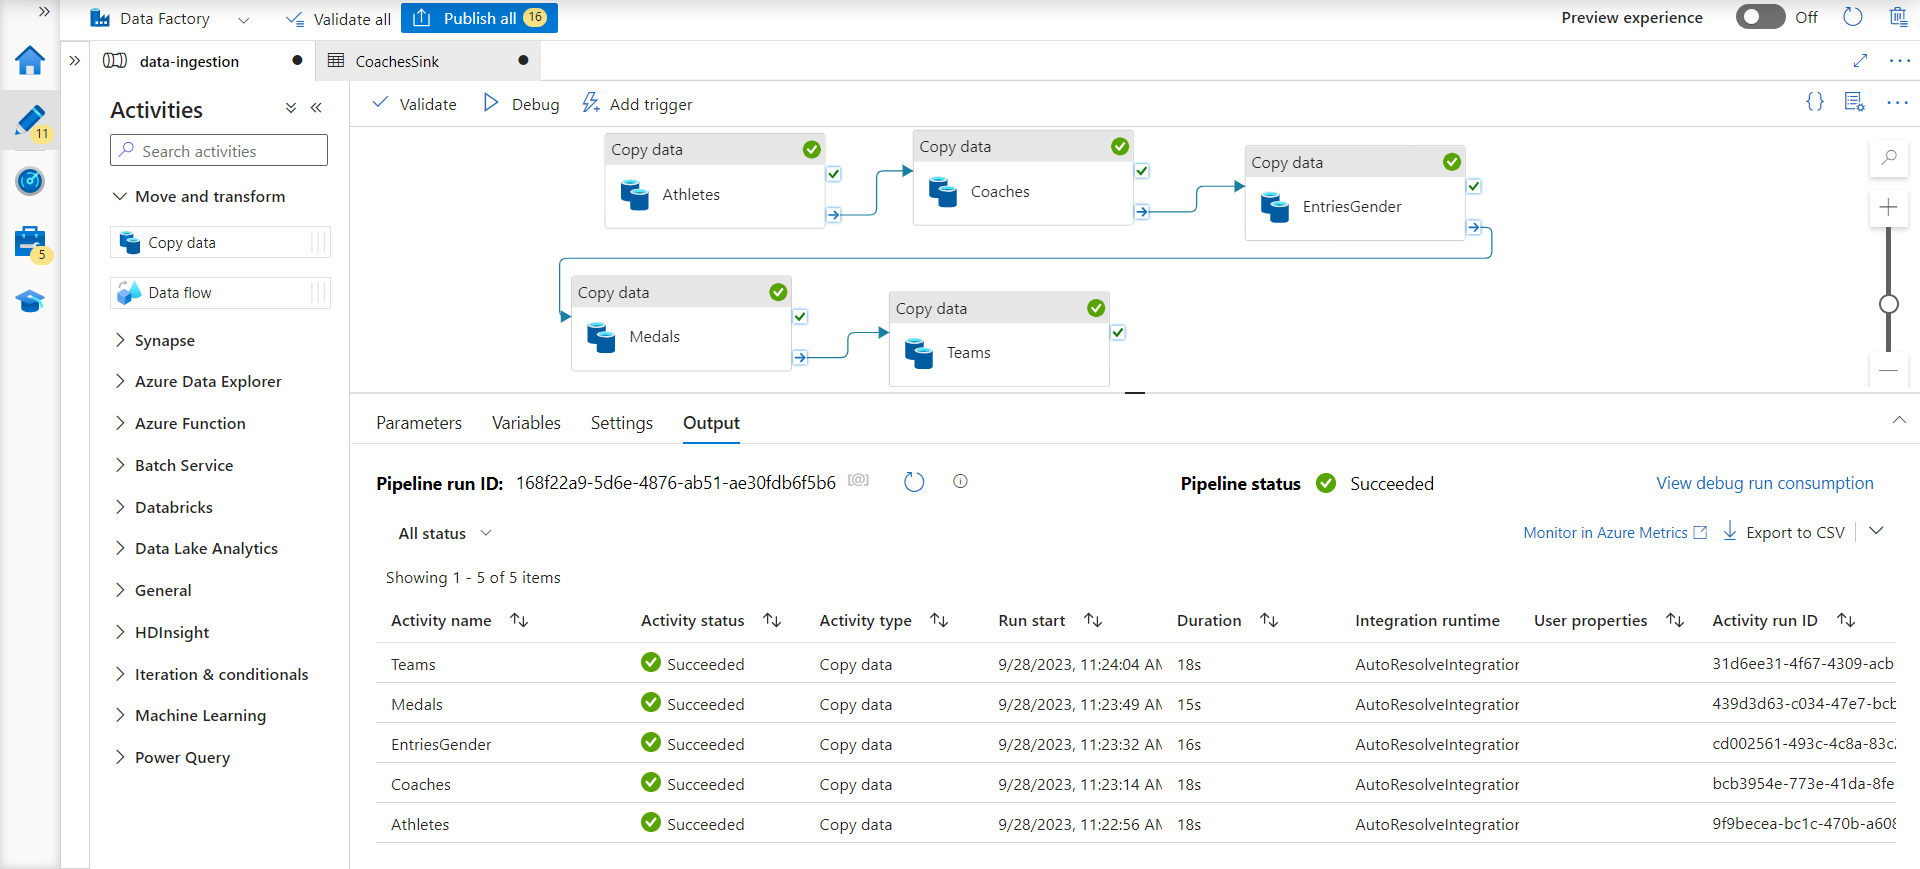 Data Factory
Validate all
Publish all 16
Preview experience
Off
data-ingestion
CoachesSink
11
5
Activities
Search activities
Move and transform
Copy data
Data flow
Synapse
Azure Data Explorer
Azure Function
Batch Service
Databricks
Data Lake Analytics
General
HDInsight
Iteration & conditionals
Machine Learning
Power Query
Validate
Debug
Add trigger
Copy data
Athletes
Copy data
Coaches
Copy data
EntriesGender
Copy data
Medals
Copy data
Teams
Parameters Variables Settings Output
Pipeline run ID: 168f22a9-5d6e-4876-ab51-ae30fdb6f5b6 [@]
Pipeline status Succeeded
View debug run consumption
All status
Monitor in Azure Metrics
Export to CSV
Showing 1 - 5 of 5 items
Activity name Activity status Activity type Run start Duration Integration runtime User properties Activity run ID
Teams Succeeded Copy data 9/28/2023, 11:24:04 AM 18s AutoResolveIntegration 31d6ee31-4f67-4309-acb
Medals Succeeded Copy data 9/28/2023, 11:23:49 AM 15s AutoResolveIntegration 439d3d63-c034-47e7-bcb
EntriesGender Succeeded Copy data 9/28/2023, 11:23:32 AM 16s AutoResolveIntegration cd002561-493c-4c8a-83c2
Coaches Succeeded Copy data 9/28/2023, 11:23:14 AM 18s AutoResolveIntegration bcb3954e-773e-41da-8fe
Athletes Succeeded Copy data 9/28/2023, 11:22:56 AM 18s AutoResolveIntegration 9f9becea-bc1c-470b-a608